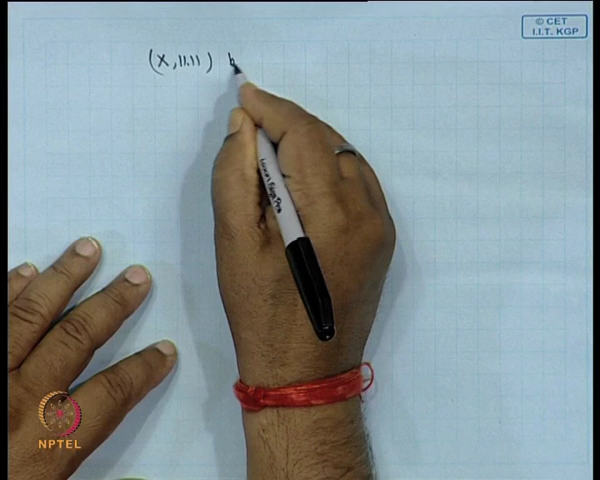 © CET
I.I.T. KGP
(X, ||.||) b
NPTEL